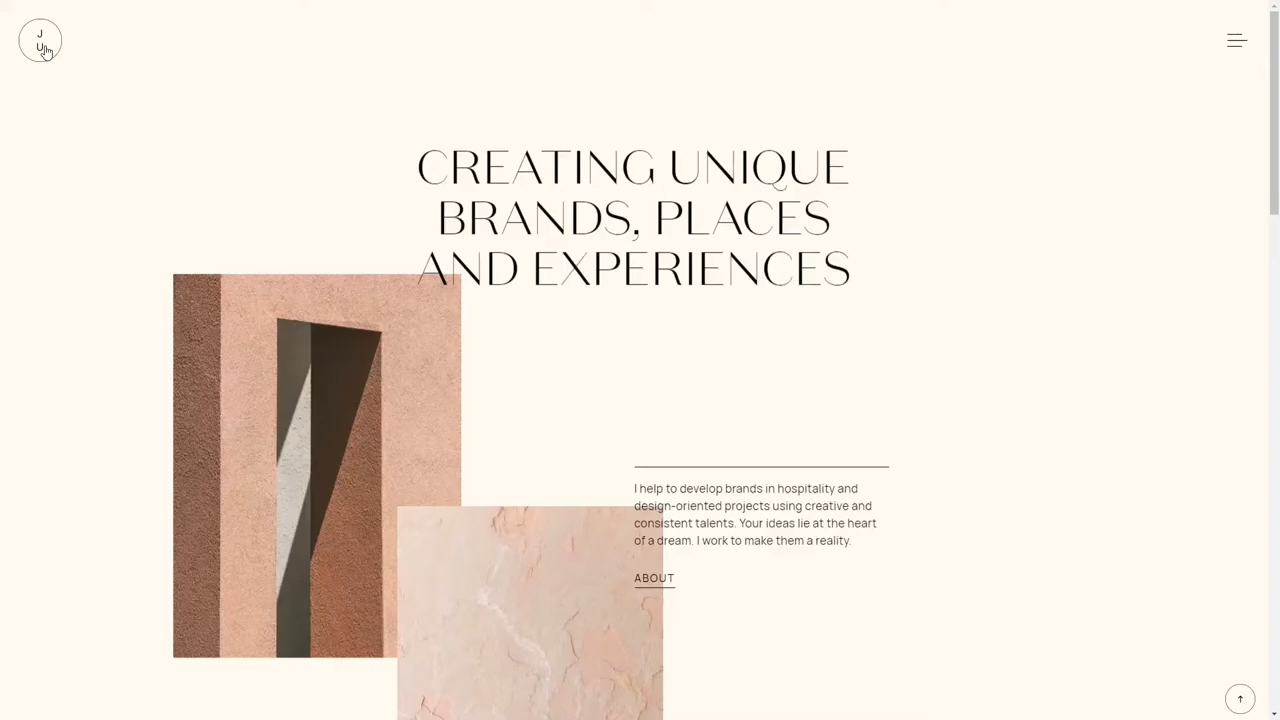 J
U
CREATING UNIQUE
BRANDS, PLACES
AND EXPERIENCES
I help to develop brands in hospitality and
design-oriented projects using creative and
consistent talents. Your ideas lie at the heart
of a dream. I work to make them a reality.
ABOUT